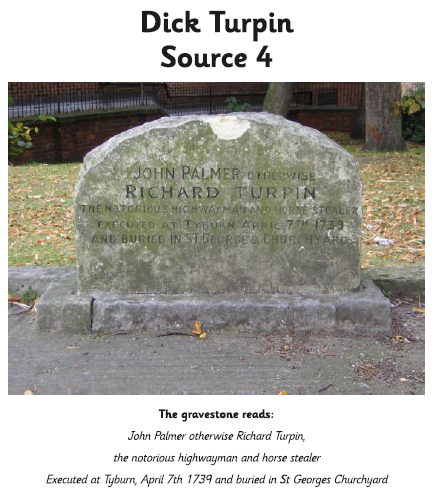 Dick Turpin
Source 4
JOHN PALMER OTHERWISE
RICHARD TURPIN
THE NOTORIOUS HIGHWAYMAN AND HORSE STEALER
EXECUTED AT TYBURN APRIL 7TH 1739
AND BURIED IN ST GEORGES CHURCHYARD
The gravestone reads:
John Palmer otherwise Richard Turpin,
the notorious highwayman and horse stealer
Executed at Tyburn, April 7th 1739 and buried in St Georges Churchyard